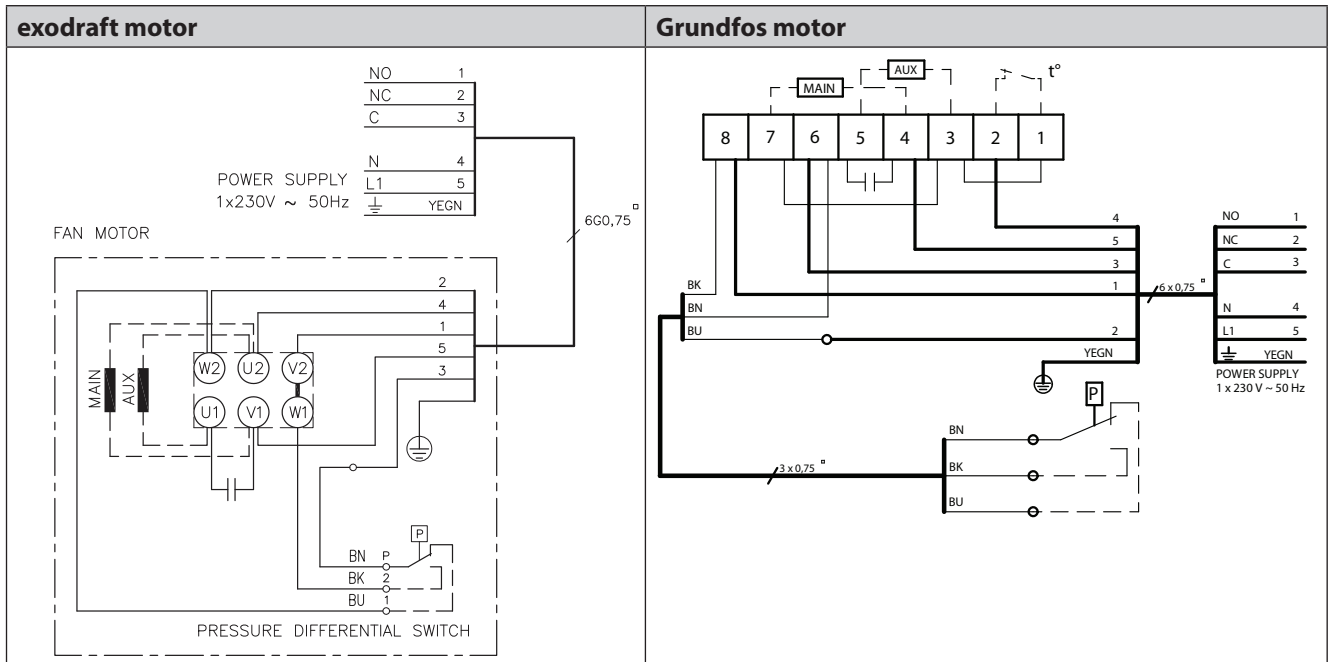 exodraft motor
NO 1
NC 2
C 3
N 4
POWER SUPPLY L1 5
1x230V ~ 50Hz YEGN
6G0,75 □
FAN MOTOR
2
4
1
5
3
MAIN
AUX
W2 U2 V2
U1 V1 W1
P
BN P
BK 2
BU 1
PRESSURE DIFFERENTIAL SWITCH
Grundfos motor
AUX
MAIN
t°
8 7 6 5 4 3 2 1
4
5
3
1
2
YEGN
BK
BN
BU
6 x 0,75 □
NO 1
NC 2
C 3
N 4
L1 5
YEGN
POWER SUPPLY
1 x 230 V ~ 50 Hz
P
BN
BK
BU
3 x 0,75 □